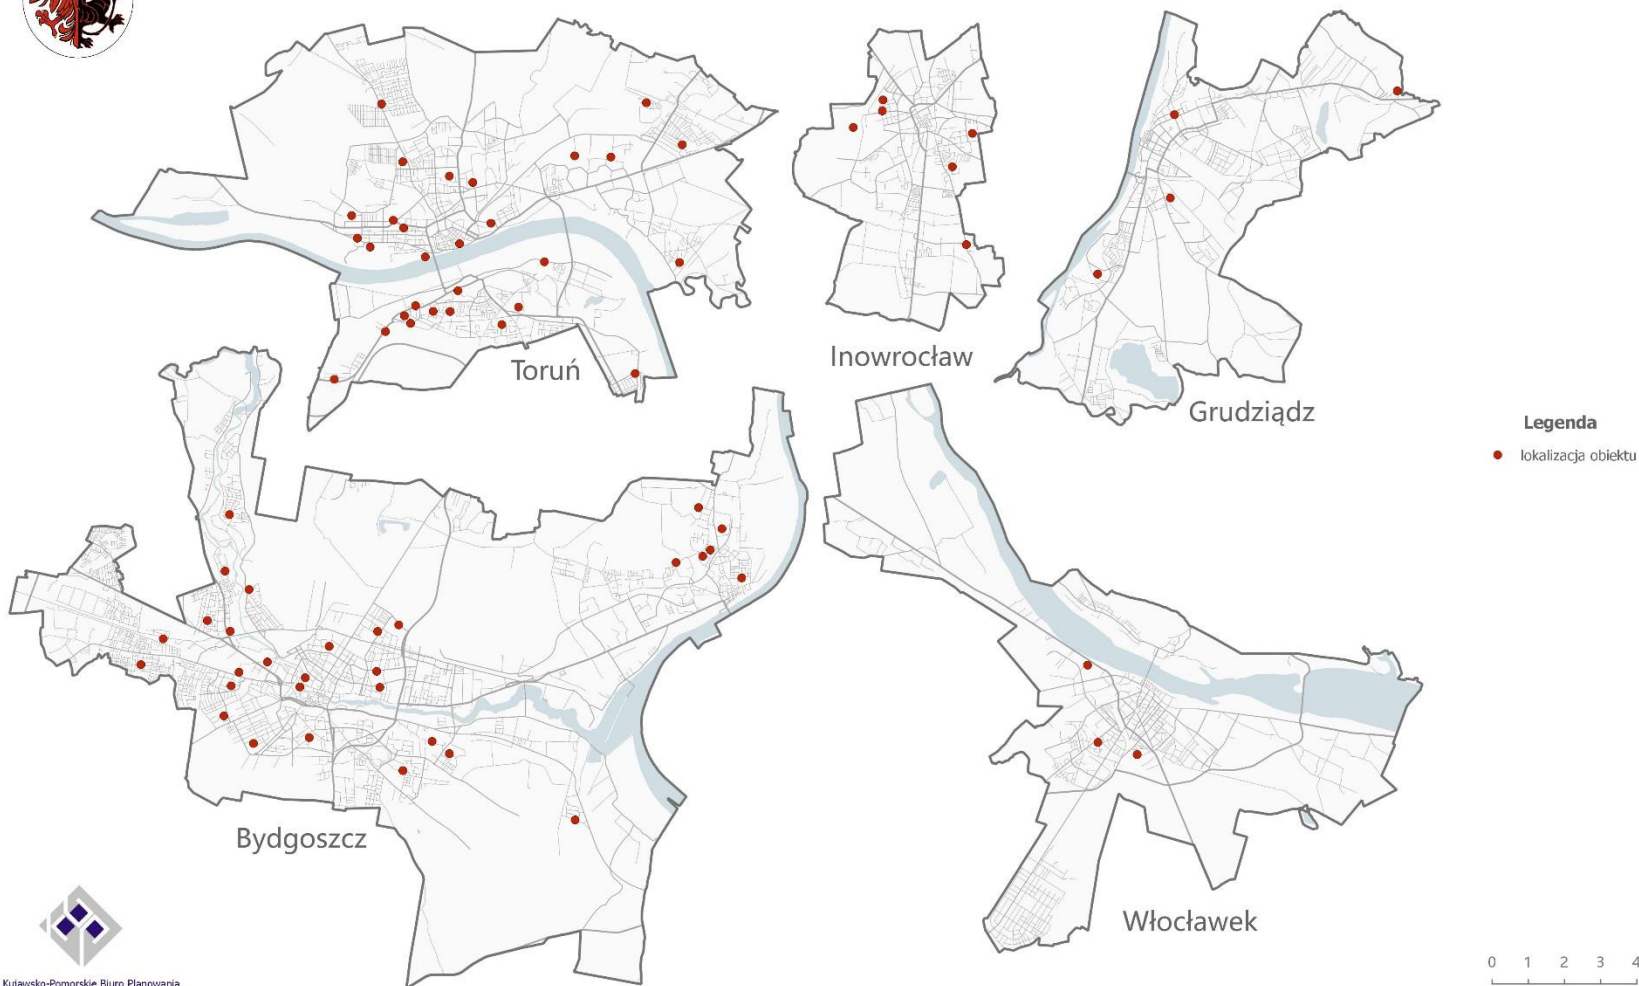 Toruń
Inowrocław
Grudziądz
Legenda
lokalizacja obiektu
Bydgoszcz
Włocławek
Kujawsko-Pomorskie Biuro Planowania
0 1 2 3 4